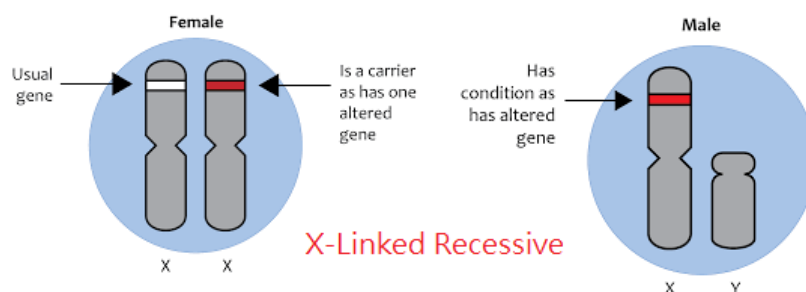 Female
Usual
gene
Is a carrier
as has one
altered
gene
X X
Male
Has
condition as
has altered
gene
X Y
X-Linked Recessive